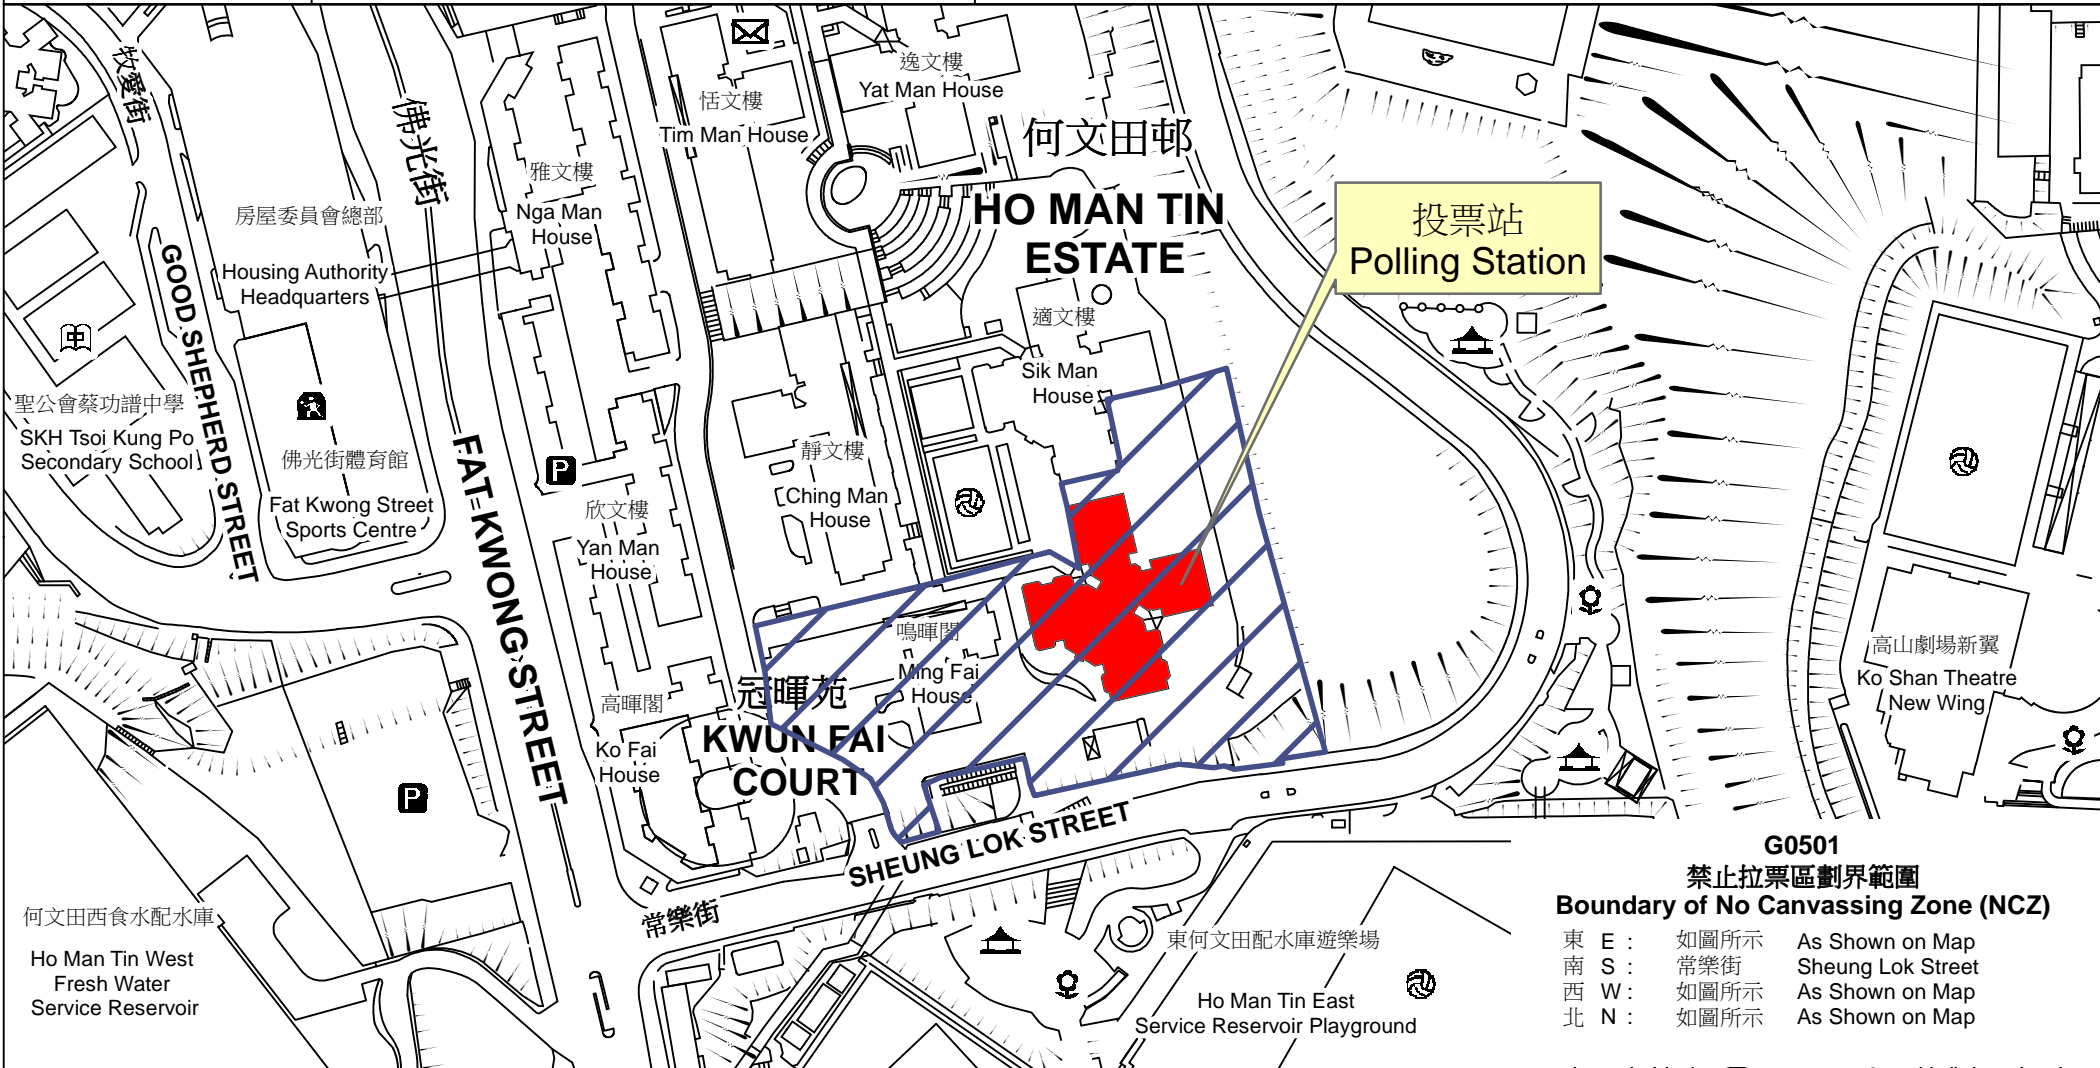 牧愛街
佛光街
恬文樓
Tim Man House
逸文樓
Yat Man House
何文田邨
HO MAN TIN
ESTATE
投票站
Polling Station
雅文樓
Nga Man
House
房屋委員會總部
Housing Authority
Headquarters
GOOD SHEPHERD STREET
適文樓
Sik Man
House
聖公會蔡功譜中學
SKH Tsoi Kung Po
Secondary School
佛光街體育館
Fat Kwong Street
Sports Centre
FAT KWONG STREET
P
靜文樓
Ching Man
House
欣文樓
Yan Man
House
鳴暉閣
Ming Fai
House
冠暉苑
KWUN FAI
COURT
高暉閣
Ko Fai
House
P
高山劇場新翼
Ko Shan Theatre
New Wing
SHEUNG LOK STREET
常樂街
何文田西食水配水庫
Ho Man Tin West
Fresh Water
Service Reservoir
東何文田配水庫遊樂場
Ho Man Tin East
Service Reservoir Playground
G0501
禁止拉票區劃界範圍
Boundary of No Canvassing Zone (NCZ)
東 E : 如圖所示 As Shown on Map
南 S : 常樂街 Sheung Lok Street
西 W : 如圖所示 As Shown on Map
北 N : 如圖所示 As Shown on Map